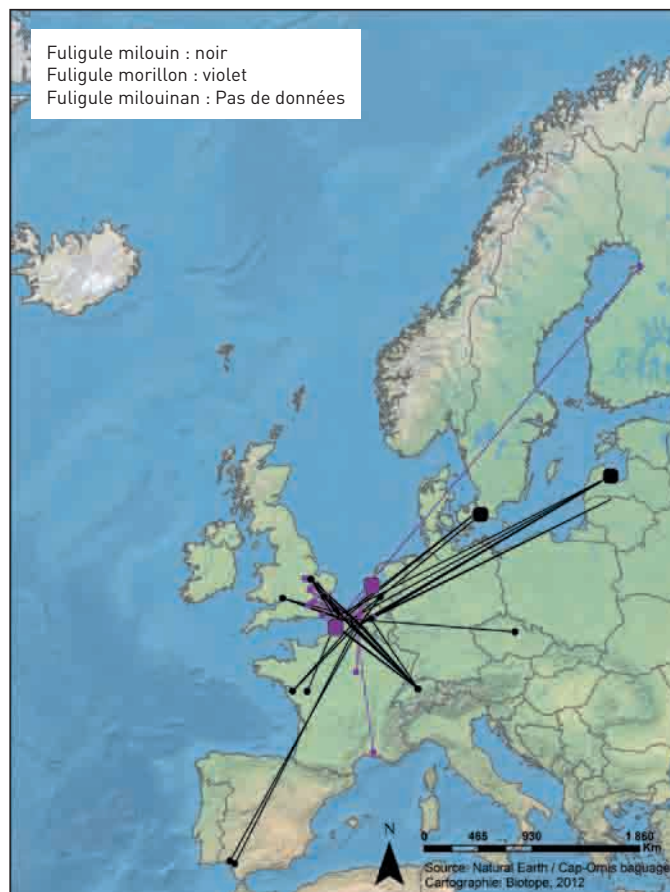 Fuligule milouin : noir
Fuligule morillon : violet
Fuligule milouinan : Pas de données
N
0 465 930 1 860
Km
Source: Natural Earth / Cap-Ornis baguage
Cartographie: Biotope, 2012